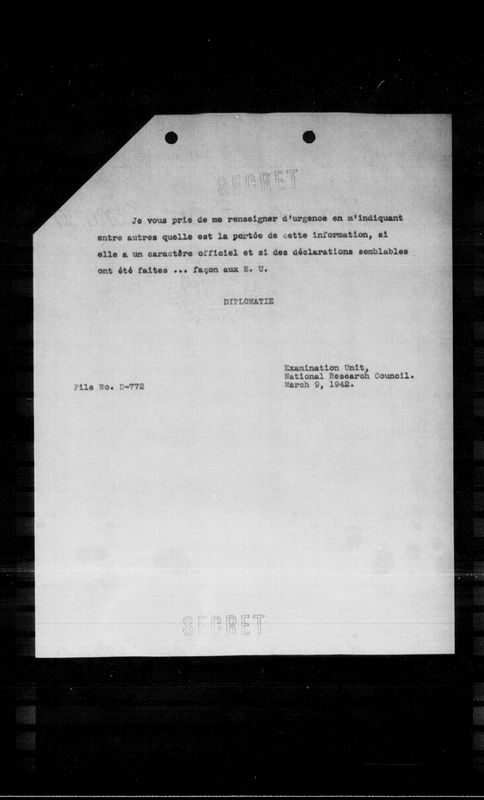 SECRET
Je vous prie de me renseigner d'urgence en m'indiquant
entre autres quelle est la portée de cette information, si
elle a un caractère officiel et si des déclarations semblables
ont été faites ... façon aux E. U.
DIPLOMATIE
Examination Unit,
National Research Council.
File No. D-772
March 9, 1942.
SECRET